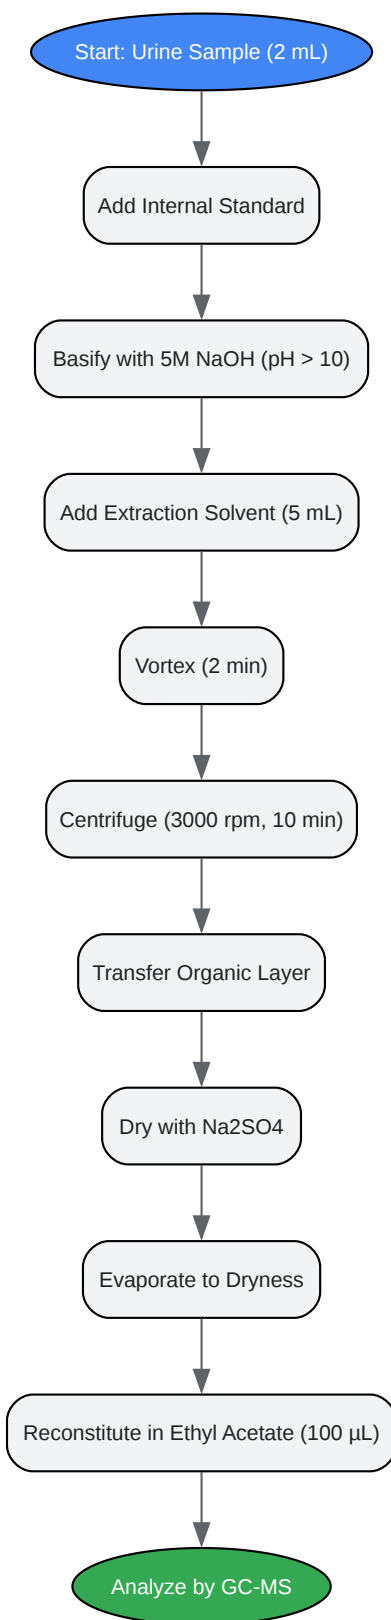 Start: Urine Sample (2 mL)
Add Internal Standard
Basify with 5M NaOH (pH > 10)
Add Extraction Solvent (5 mL)
Vortex (2 min)
Centrifuge (3000 rpm, 10 min)
Transfer Organic Layer
Dry with Na2SO4
Evaporate to Dryness
Reconstitute in Ethyl Acetate (100 µL)
Analyze by GC-MS